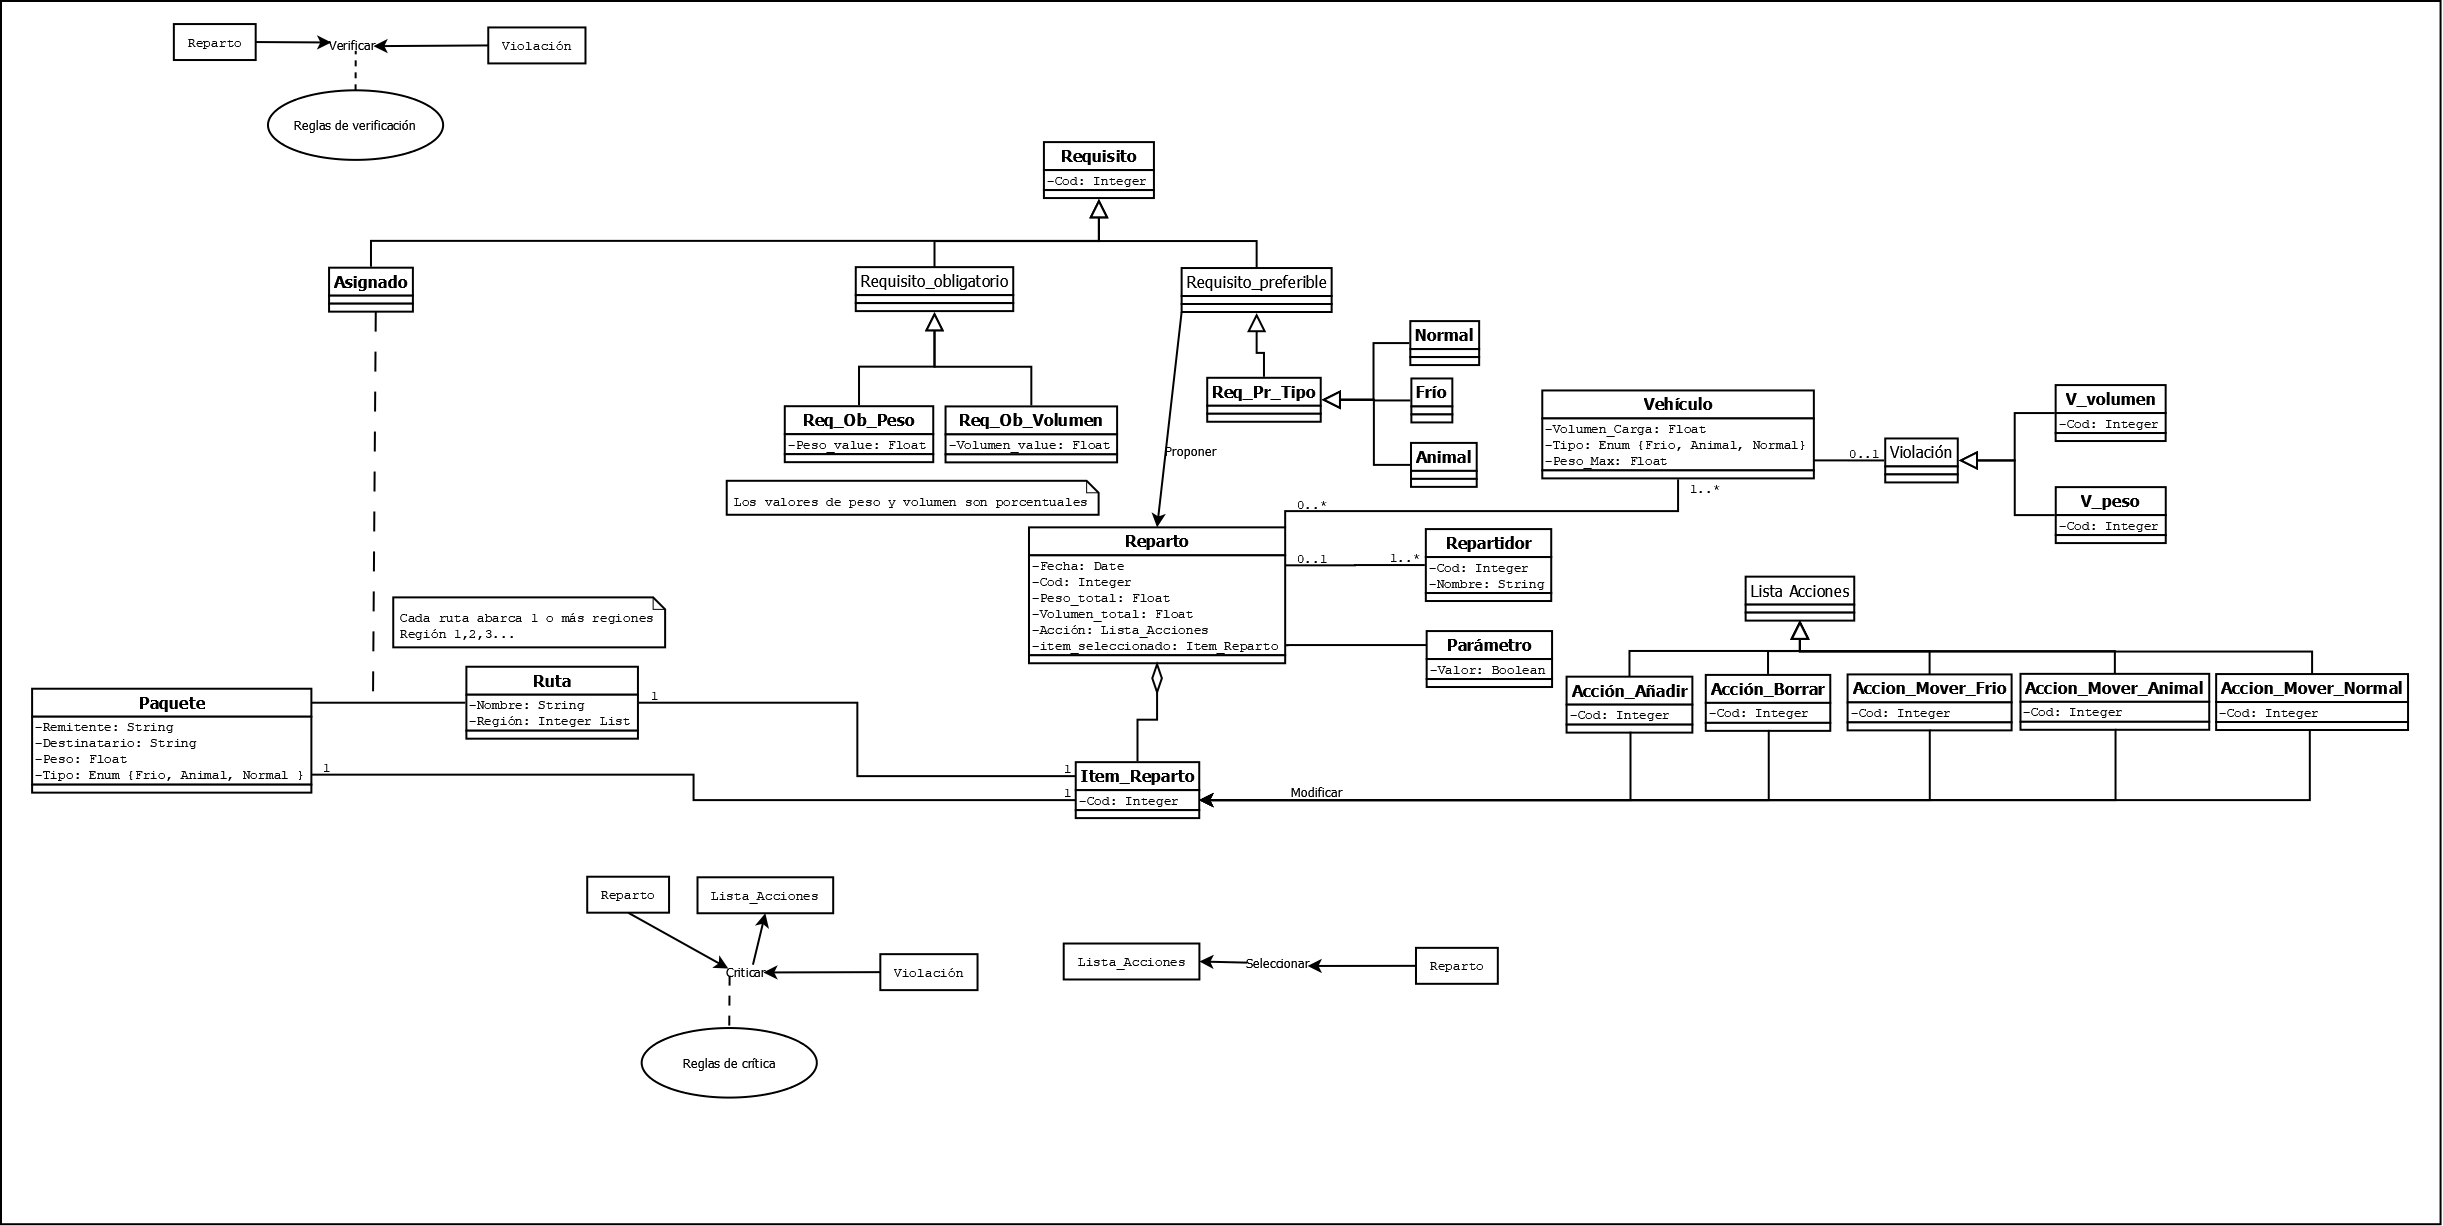 Reparto
Verificar
Violación
Reglas de verificación
Requisito
-Cod: Integer
Asignado
Requisito_obligatorio
Requisito_preferible
Normal
Req_Pr_Tipo
Frío
Animal
Req_Ob_Peso
-Peso_value: Float
Req_Ob_Volumen
-Volumen_value: Float
Proponer
Los valores de peso y volumen son porcentuales
Vehículo
-Volumen_Carga: Float
-Tipo: Enum {Frio, Animal, Normal}
-Peso_Max: Float
0..1
Violación
V_volumen
-Cod: Integer
V_peso
-Cod: Integer
1..*
0..*
Reparto
-Fecha: Date
-Cod: Integer
-Peso_total: Float
-Volumen_total: Float
-Acción: Lista_Acciones
-item_seleccionado: Item_Reparto
0..1
1..*
Repartidor
-Cod: Integer
-Nombre: String
Parámetro
-Valor: Boolean
Lista Acciones
Acción_Añadir
-Cod: Integer
Acción_Borrar
-Cod: Integer
Accion_Mover_Frio
-Cod: Integer
Accion_Mover_Animal
-Cod: Integer
Accion_Mover_Normal
-Cod: Integer
Cada ruta abarca 1 o más regiones
Región 1,2,3...
Paquete
-Remitente: String
-Destinatario: String
-Peso: Float
-Tipo: Enum {Frio, Animal, Normal }
Ruta
-Nombre: String
-Región: Integer List
1
1
1
1
Item_Reparto
-Cod: Integer
Modificar
Reparto
Lista_Acciones
Criticar
Violación
Reglas de crítica
Lista_Acciones
Seleccionar
Reparto